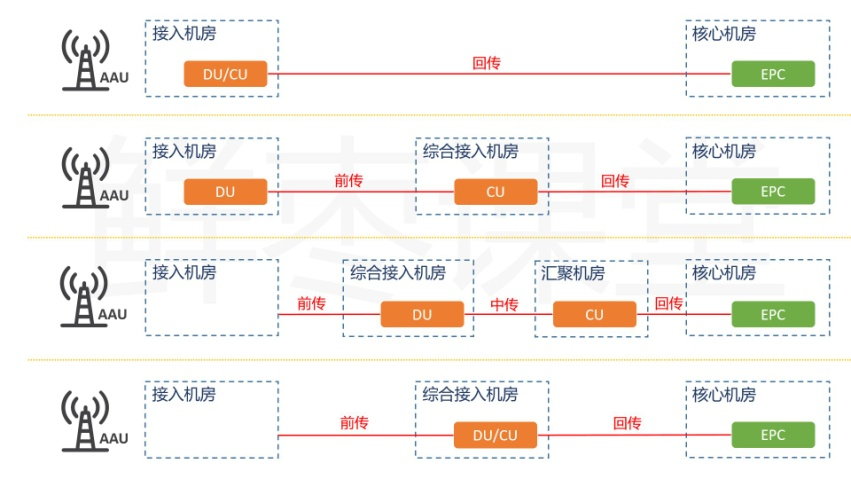 接入机房
核心机房
回传
AAU
DU/CU
EPC
接入机房
综合接入机房
核心机房
前传
回传
AAU
DU
CU
EPC
接入机房
综合接入机房
汇聚机房
核心机房
前传
中传
回传
AAU
DU
CU
EPC
接入机房
综合接入机房
核心机房
前传
回传
AAU
DU/CU
EPC
鲜枣课堂